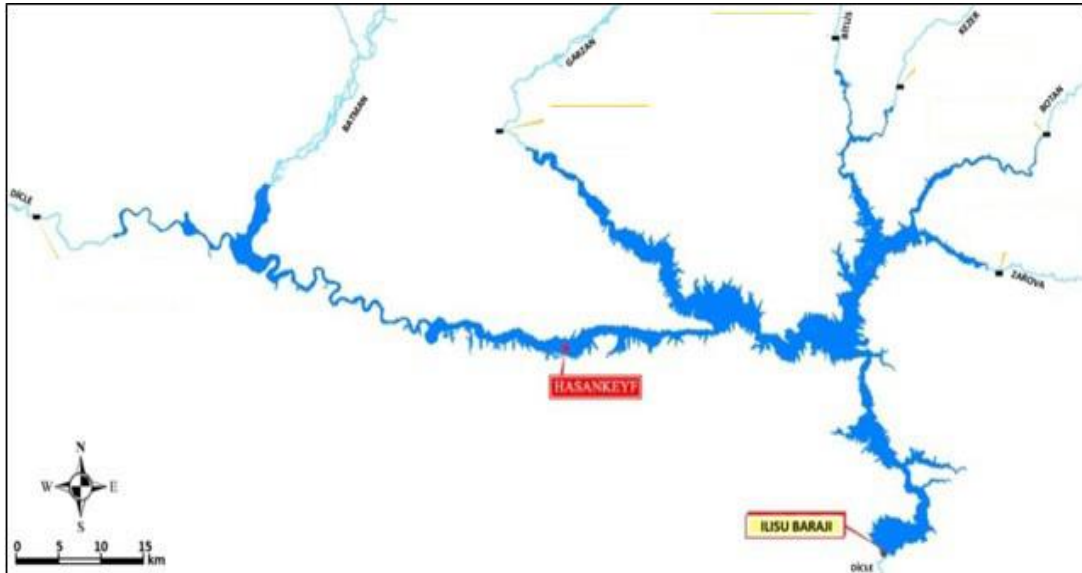 BİTLİS
KEZER
GARZAN
BATMAN
BOTAN
DİCLE
ZAROVA
HASANKEYF
N
W E
S
ILISU BARAJI
0 5 10 15
km
DİCLE